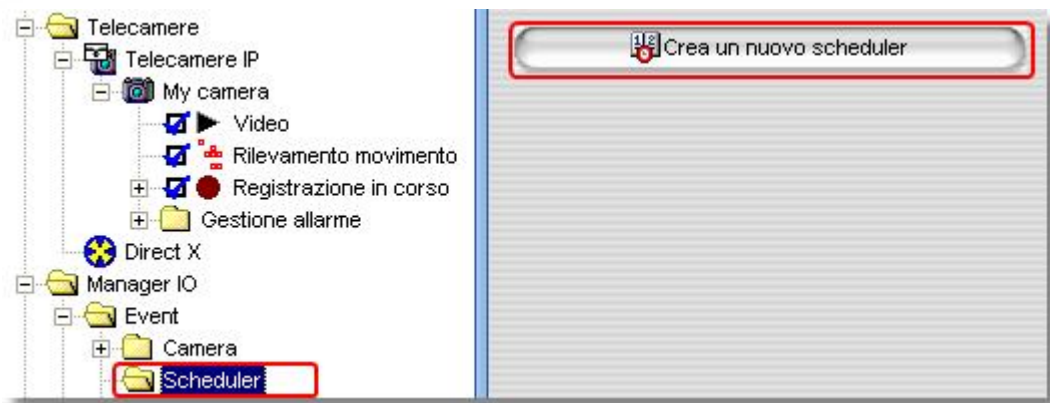 Telecamere
Telecamere IP
My camera
Video
Rilevamento movimento
Registrazione in corso
Gestione allarme
Direct X
Manager IO
Event
Camera
Scheduler
Crea un nuovo scheduler